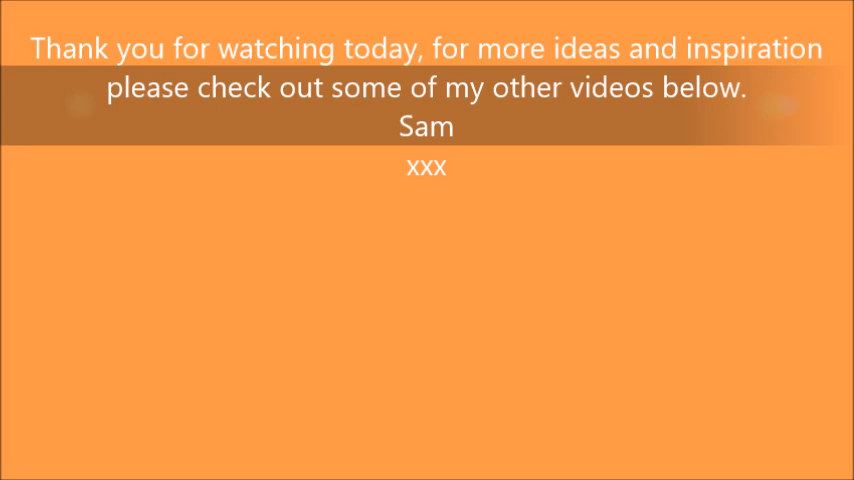 Thank you for watching today, for more ideas and inspiration
please check out some of my other videos below.
Sam
xxx